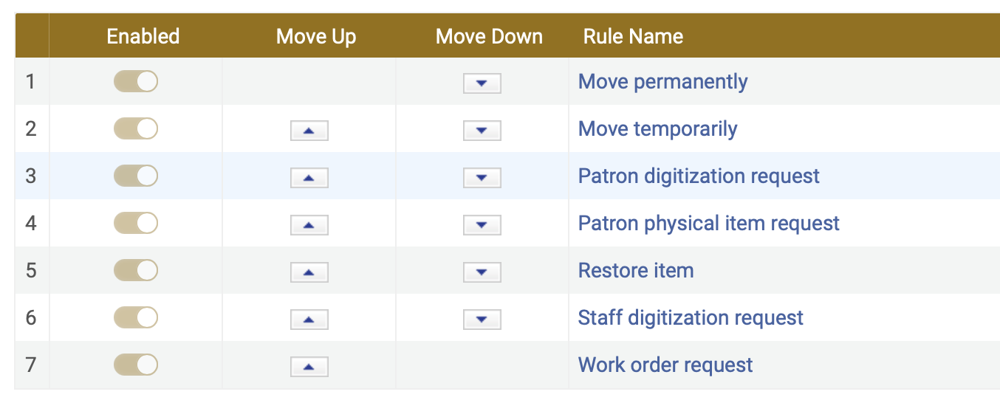 Enabled Move Up Move Down Rule Name
1 Move permanently
2 Move temporarily
3 Patron digitization request
4 Patron physical item request
5 Restore item
6 Staff digitization request
7 Work order request